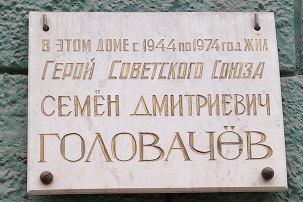 В ЭТОМ ДОМЕ С 1944 ПО 1974 ГОД ЖИЛ
ГЕРОЙ СОВЕТСКОГО СОЮЗА
СЕМЁН ДМИТРИЕВИЧ
ГОЛОВАЧЁВ